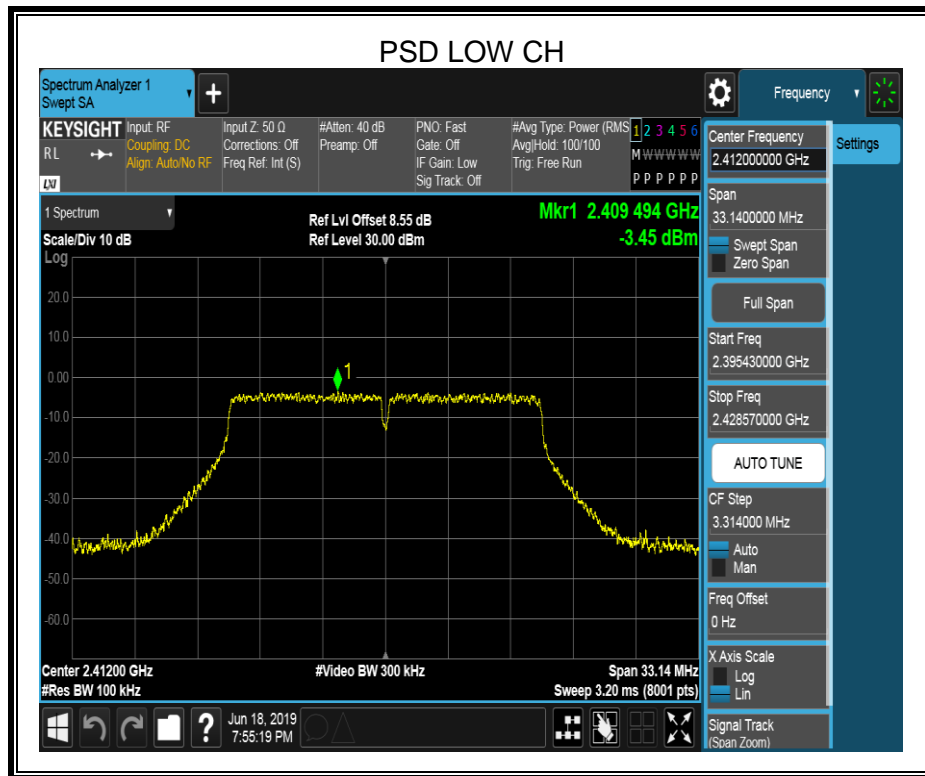 PSD LOW CH
Spectrum Analyzer 1
Swept SA
+
Frequency
KEYSIGHT
RL
LXI
Input: RF
Coupling: DC
Align: Auto/No RF
Input Z: 50 Ω
Corrections: Off
Freq Ref: Int (S)
#Atten: 40 dB
Preamp: Off
PNO: Fast
Gate: Off
IF Gain: Low
Sig Track: Off
#Avg Type: Power (RMS
Avg|Hold: 100/100
Trig: Free Run
1 2 3 4 5 6
M W W W W W
P P P P P P
Center Frequency
2.412000000 GHz
Settings
Span
33.1400000 MHz
Swept Span
Zero Span
Full Span
Start Freq
2.395430000 GHz
Stop Freq
2.428570000 GHz
AUTO TUNE
CF Step
3.314000 MHz
Auto
Man
Freq Offset
0 Hz
X Axis Scale
Log
Lin
Signal Track
(Span Zoom)
1 Spectrum
Scale/Div 10 dB
Ref Lvl Offset 8.55 dB
Ref Level 30.00 dBm
Mkr1 2.409 494 GHz
-3.45 dBm
Log
20.0
10.0
0.00
-10.0
-20.0
-30.0
-40.0
-50.0
-60.0
1
Center 2.41200 GHz
#Res BW 100 kHz
#Video BW 300 kHz
Span 33.14 MHz
Sweep 3.20 ms (8001 pts)
?
Jun 18, 2019
7:55:19 PM